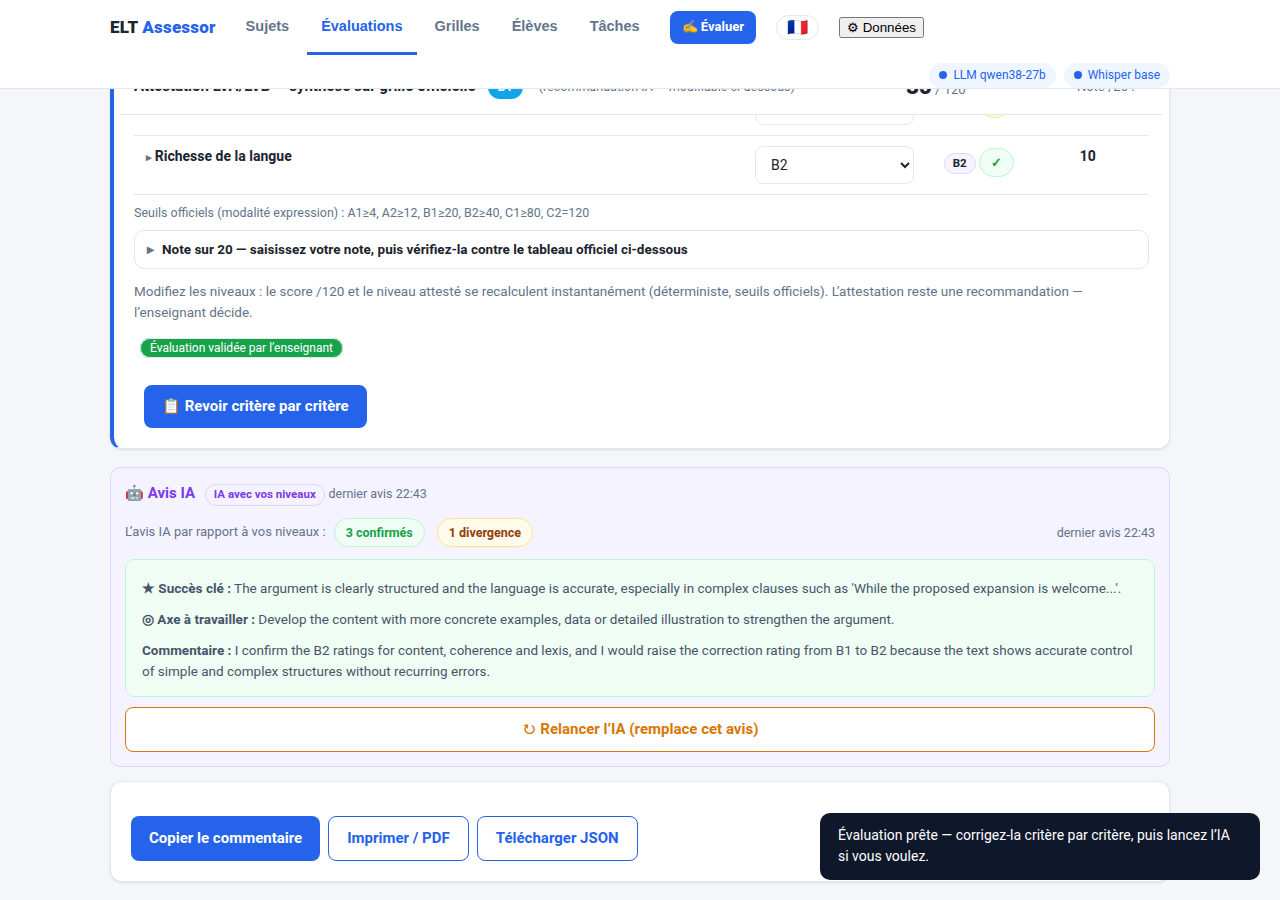 ELT Assessor
Sujets
Évaluations
Grilles
Élèves
Tâches
✍️ Évaluer
⚙ Données
LLM qwen38-27b
Whisper base
/ 120
▸ Richesse de la langue
B2
B2
✓
10
Seuils officiels (modalité expression) : A1≥4, A2≥12, B1≥20, B2≥40, C1≥80, C2=120
▸ Note sur 20 — saisissez votre note, puis vérifiez-la contre le tableau officiel ci-dessous
Modifiez les niveaux : le score /120 et le niveau attesté se recalculent instantanément (déterministe, seuils officiels). L’attestation reste une recommandation —
l’enseignant décide.
Évaluation validée par l’enseignant
📋 Revoir critère par critère
🤖 Avis IA
IA avec vos niveaux
dernier avis 22:43
L’avis IA par rapport à vos niveaux :
3 confirmés
1 divergence
dernier avis 22:43
★ Succès clé : The argument is clearly structured and the language is accurate, especially in complex clauses such as 'While the proposed expansion is welcome...'.
◎ Axe à travailler : Develop the content with more concrete examples, data or detailed illustration to strengthen the argument.
Commentaire : I confirm the B2 ratings for content, coherence and lexis, and I would raise the correction rating from B1 to B2 because the text shows accurate control
of simple and complex structures without recurring errors.
↻ Relancer l’IA (remplace cet avis)
Copier le commentaire
Imprimer / PDF
Télécharger JSON
Évaluation prête — corrigez-la critère par critère, puis lancez l’IA
si vous voulez.